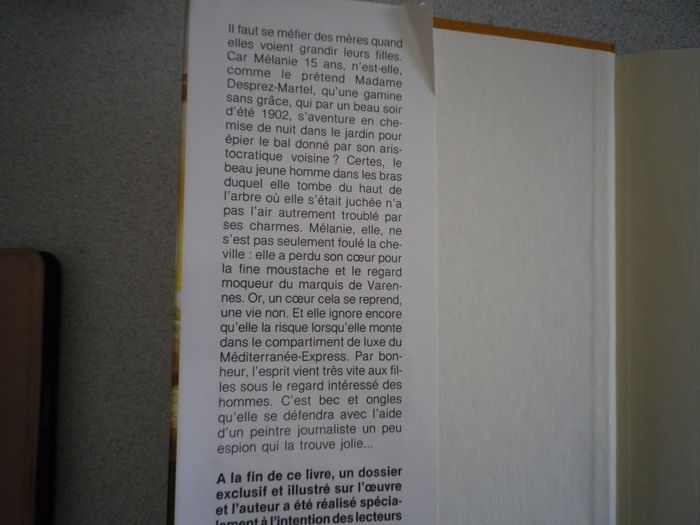 Il faut se méfier des mères quand
elles voient grandir leurs filles.
Car Mélanie 15 ans, n'est-elle,
comme le prétend Madame
Desprez-Martel, qu'une gamine
sans grâce, qui par un beau soir
d'été 1902, s'aventure en che-
mise de nuit dans le jardin pour
épier le bal donné par son aris-
tocratique voisine ? Certes, le
beau jeune homme dans les bras
duquel elle tombe du haut de
l'arbre où elle s'était juchée n'a
pas l'air autrement troublé par
ses charmes. Mélanie, elle, ne
s'est pas seulement foulé la che-
ville : elle a perdu son cœur pour
la fine moustache et le regard
moqueur du marquis de Varen-
nes. Or, un cœur cela se reprend,
une vie non. Et elle ignore encore
qu'elle la risque lorsqu'elle monte
dans le compartiment de luxe du
Méditerranée-Express. Par bon-
heur, l'esprit vient très vite aux fil-
les sous le regard intéressé des
hommes. C'est bec et ongles
qu'elle se défendra avec l'aide
d'un peintre journaliste un peu
espion qui la trouve jolie...
A la fin de ce livre, un dossier
exclusif et illustré sur l'œuvre
et l'auteur a été réalisé spécia-
lement à l'intention des lecteurs